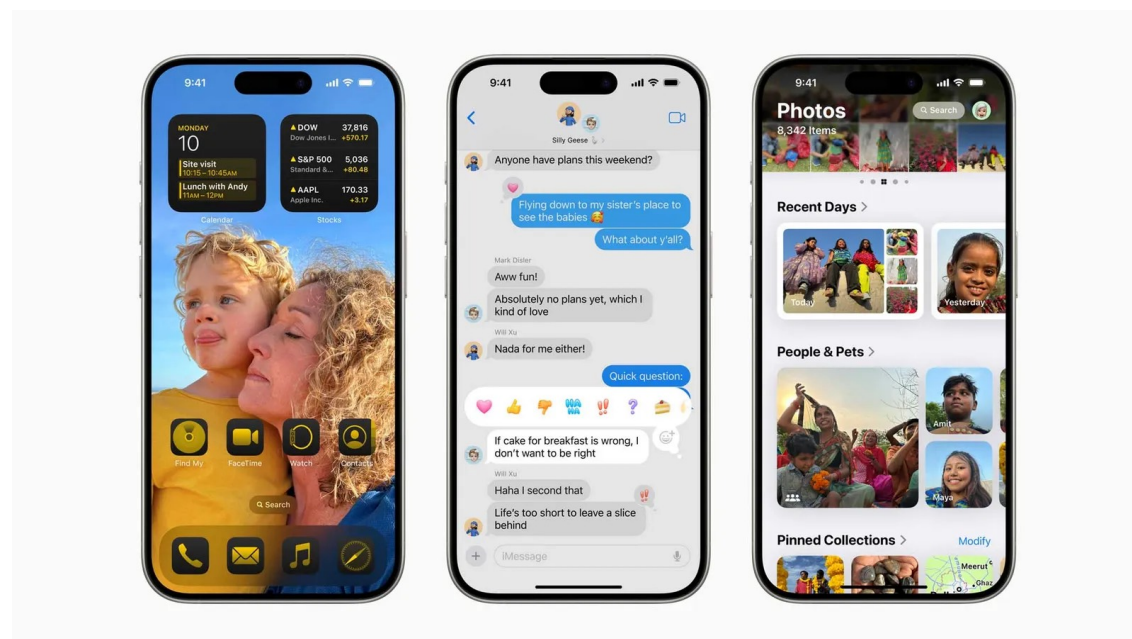 9:41
MONDAY
10
Site visit
10:15 – 10:45AM
Lunch with Andy
11AM – 12PM
Calendar
DOW 37,816
Dow Jones I... +570.17
S&P 500 5,036
Standard &... +80.48
AAPL 170.33
Apple Inc. +3.17
Stocks
Find My
FaceTime
Watch
Contacts
Search
9:41
Silly Geese
Anyone have plans this weekend?
Flying down to my sister's place to
see the babies 🥰
What about y'all?
Mark Disler
Aww fun!
Absolutely no plans yet, which I
kind of love
Will Xu
Nada for me either!
Quick question:
HA
HA
If cake for breakfast is wrong, I
don't want to be right
Will Xu
Haha I second that
Life's too short to leave a slice
behind
iMessage
9:41
Photos
Search
8,342 Items
Recent Days
Today
Yesterday
People & Pets
Amit
Maya
Pinned Collections
Modify
Meerut